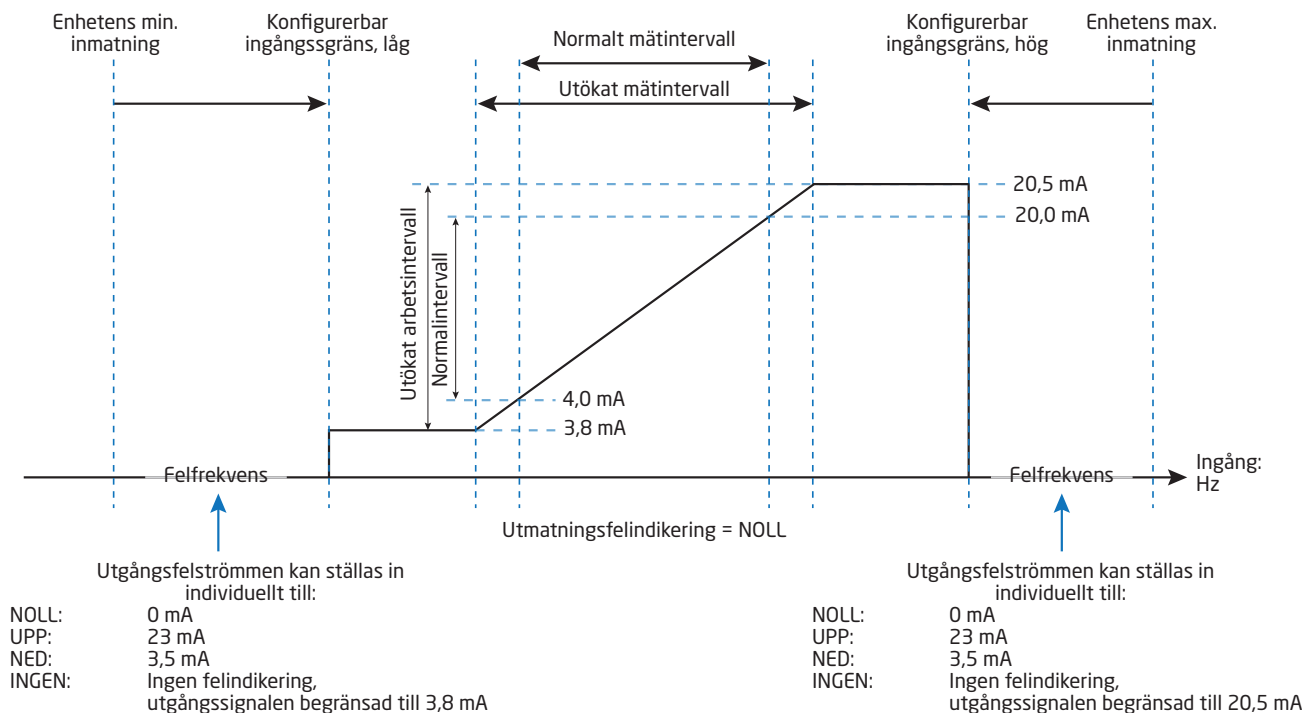 Enhetens min.
inmatning
Konfigurerbar
ingångssgräns, låg
Normalt mätintervall
Utökat mätintervall
Konfigurerbar
ingångsgräns, hög
Enhetens max.
inmatning
Utökat arbetsintervall
Normalintervall
20,5 mA
20,0 mA
4,0 mA
3,8 mA
Felfrekvens
Felfrekvens
Ingång:
Hz
Utmatningsfelindikering = NOLL
Utgångsfelströmmen kan ställas in
individuellt till:
NOLL: 0 mA
UPP: 23 mA
NED: 3,5 mA
INGEN: Ingen felindikering,
utgångssignalen begränsad till 3,8 mA
Utgångsfelströmmen kan ställas in
individuellt till:
NOLL: 0 mA
UPP: 23 mA
NED: 3,5 mA
INGEN: Ingen felindikering,
utgångssignalen begränsad till 20,5 mA